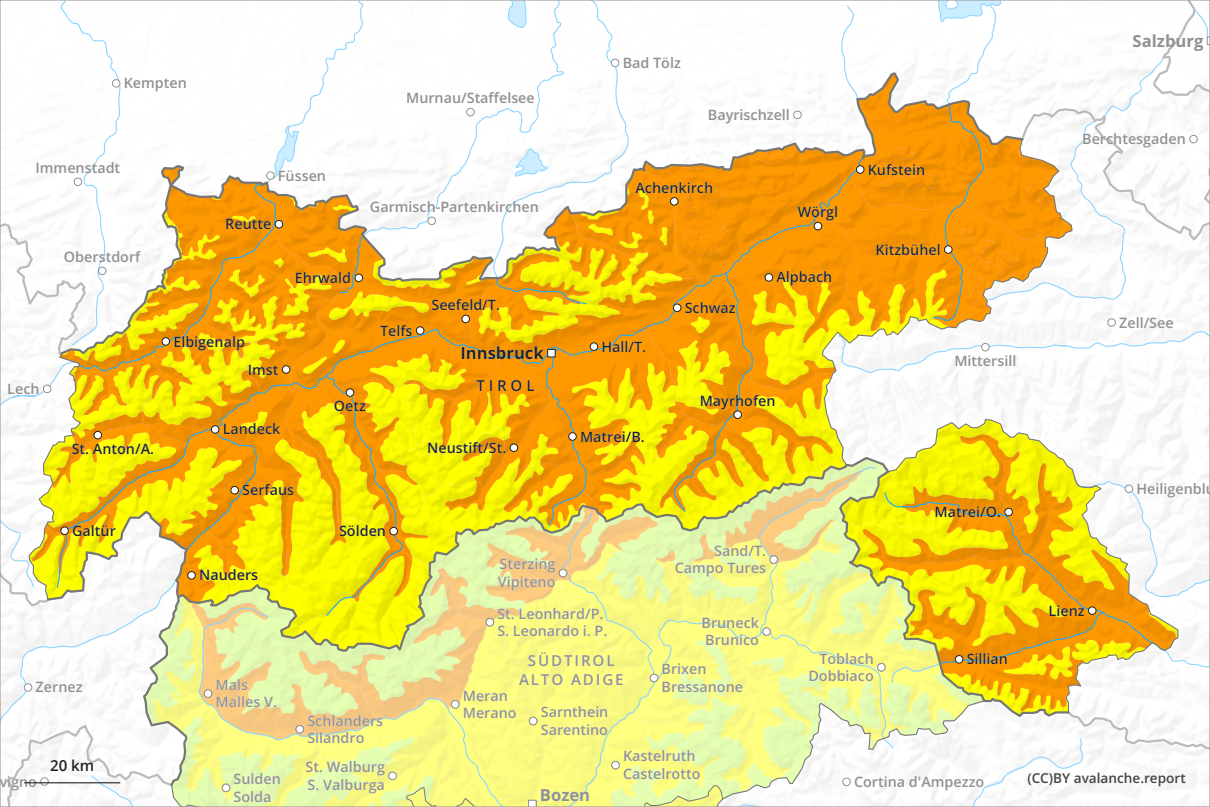 Salzburg
Bad Tölz
Kempten
Murnau/Staffelsee
Bayrischzell
Berchtesgaden
Immenstadt
Füssen
Kufstein
Achenkirch
Garmisch-Partenkirchen
Wörgl
Reutte
Kitzbühel
Oberstdorf
Ehrwald
Alpbach
Seefeld/T.
Schwaz
Zell/See
Telfs
Elbigenalp
Innsbruck
Hall/T.
Mittersill
Imst
TIROL
Lech
Oetz
Mayrhofen
Landeck
Matrei/B.
St. Anton/A.
Neustift/St.
Serfaus
Heiligenblu
Matrei/O.
Galtür
Sölden
Sand/T.
Campo Tures
Sterzing
Vipiteno
Nauders
Lienz
St. Leonhard/P.
S. Leonardo i. P.
Bruneck
Brunico
SÜDTIROL
ALTO ADIGE
Toblach
Dobbiaco
Sillian
Brixen
Bressanone
Zernez
Mals
Malles V.
Meran
Merano
Sarnthein
Sarentino
Schlanders
Silandro
Kastelruth
Castelrotto
St. Walburg
S. Valburga
20 km
vigno
Sulden
Solda
Cortina d'Ampezzo
(CC)BY avalanche.report
Bozen